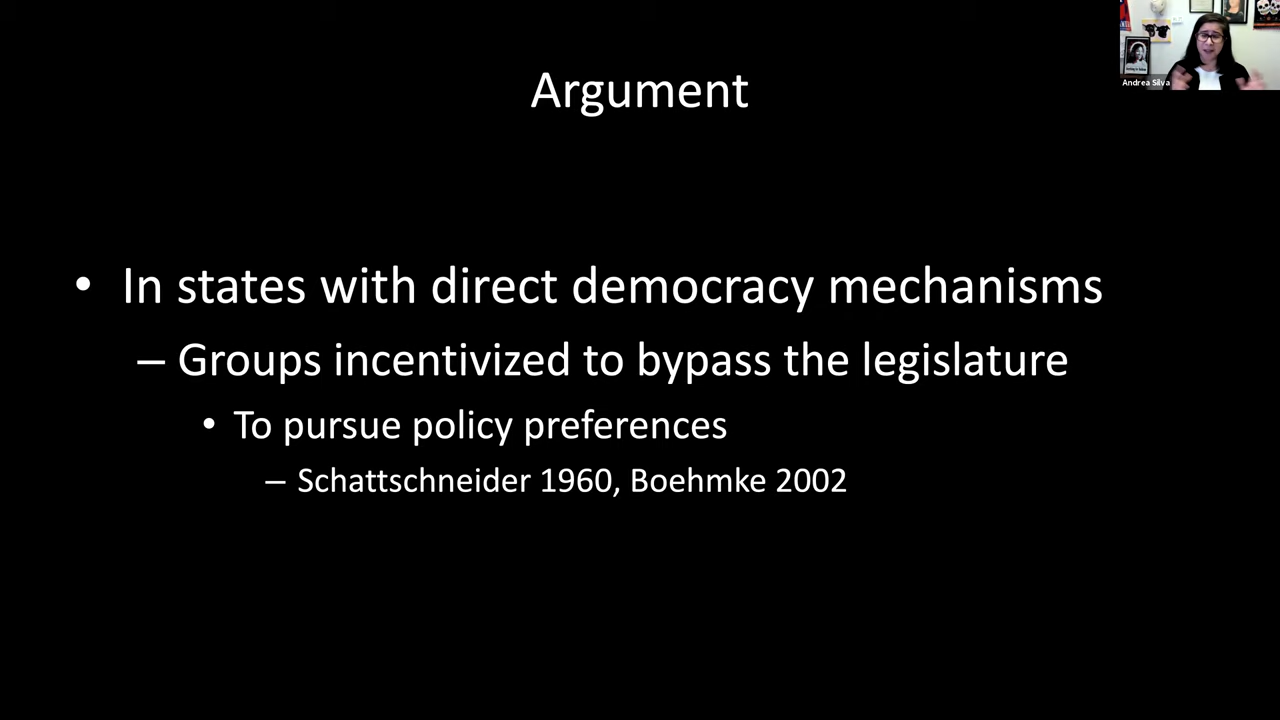 Argument
Andrea Silva
• In states with direct democracy mechanisms
– Groups incentivized to bypass the legislature
• To pursue policy preferences
– Schattschneider 1960, Boehmke 2002